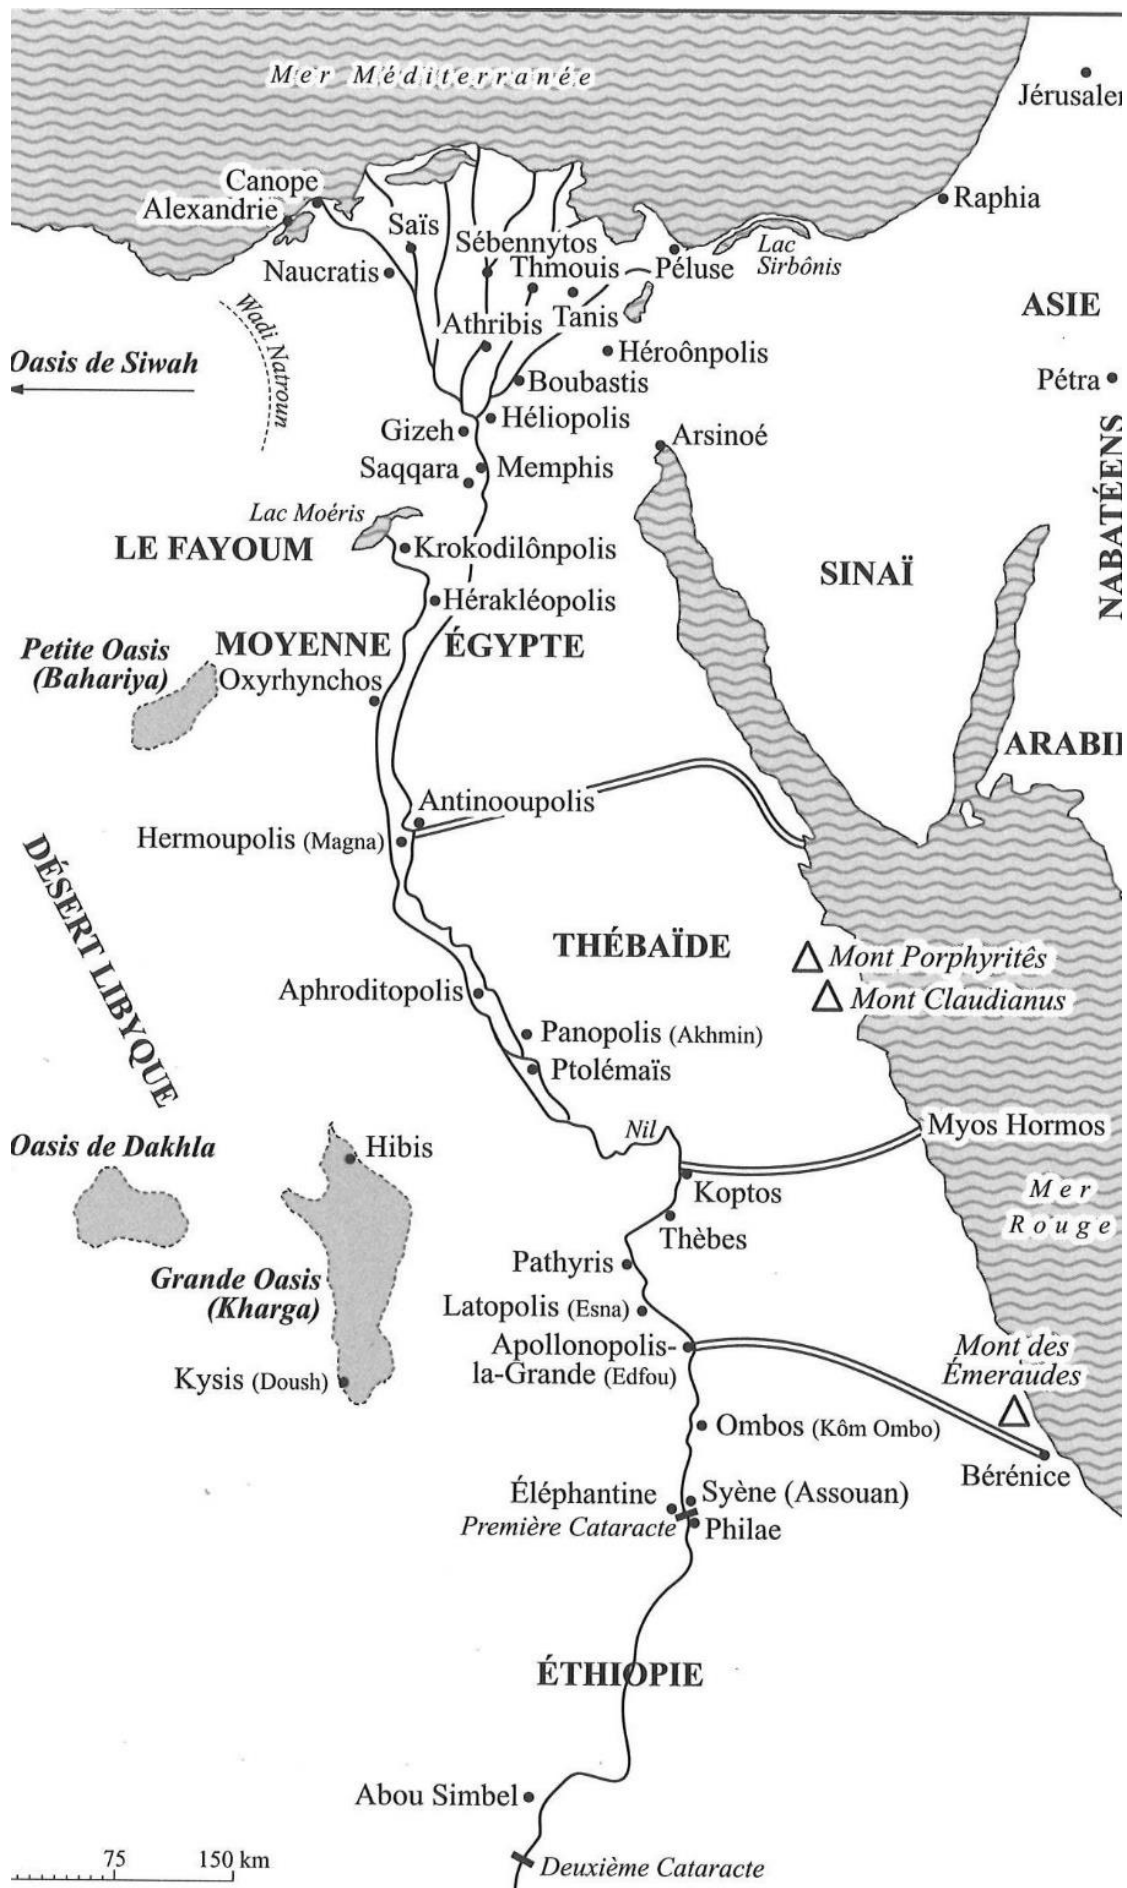 Mer Méditerranée
Jérusalem
Canope
Alexandrie
Raphia
Saïs
Sébennytos
Lac
Sirbônis
Naucratis
Thmouis
Péluse
Wadi Natroun
Athribis
Tanis
ASIE
Oasis de Siwah
Héroônpolis
Boubastis
Pétra
Gizeh
Héliopolis
Arsinoé
Saqqara
Memphis
NABATÉENS
Lac Moéris
LE FAYOUM
Krokodilônpolis
SINAÏ
Hérakléopolis
Petite Oasis
(Bahariya)
MOYENNE ÉGYPTE
Oxyrhynchos
ARABIE
Antinooupolis
Hermoupolis (Magna)
DÉSERT LIBYQUE
THÉBAÏDE
Mont Porphyritês
Mont Claudianus
Aphroditopolis
Panopolis (Akhmin)
Ptolémaïs
Oasis de Dakhla
Hibis
Nil
Myos Hormos
Koptos
Mer
Rouge
Thèbes
Grande Oasis
(Kharga)
Pathyris
Latopolis (Esna)
Apollonopolis-
la-Grande (Edfou)
Mont des
Émeraudes
Kysis (Doush)
Ombos (Kôm Ombo)
Bérénice
Éléphantine
Syène (Assouan)
Première Cataracte
Philae
ÉTHIOPIE
Abou Simbel
75
150 km
Deuxième Cataracte